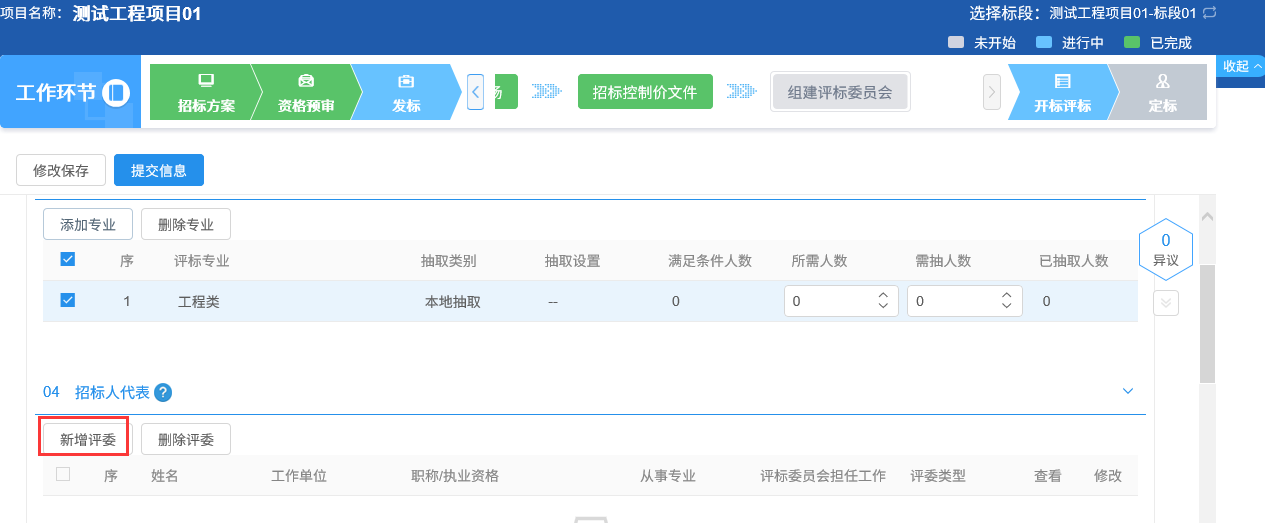 项目名称: 测试工程项目01
选择标段: 测试工程项目01-标段01
未开始 进行中 已完成
收起
工作环节
招标方案 资格预审 发标 场 招标控制价文件 组建评标委员会 开标评标 定标
修改保存 提交信息
添加专业 删除专业
序 评标专业 抽取类别 抽取设置 满足条件人数 所需人数 需抽人数 已抽取人数
1 工程类 本地抽取 -- 0 0 0 0
0
异议
04 招标人代表 ?
新增评委 删除评委
序 姓名 工作单位 职称/执业资格 从事专业 评标委员会担任工作 评委类型 查看 修改